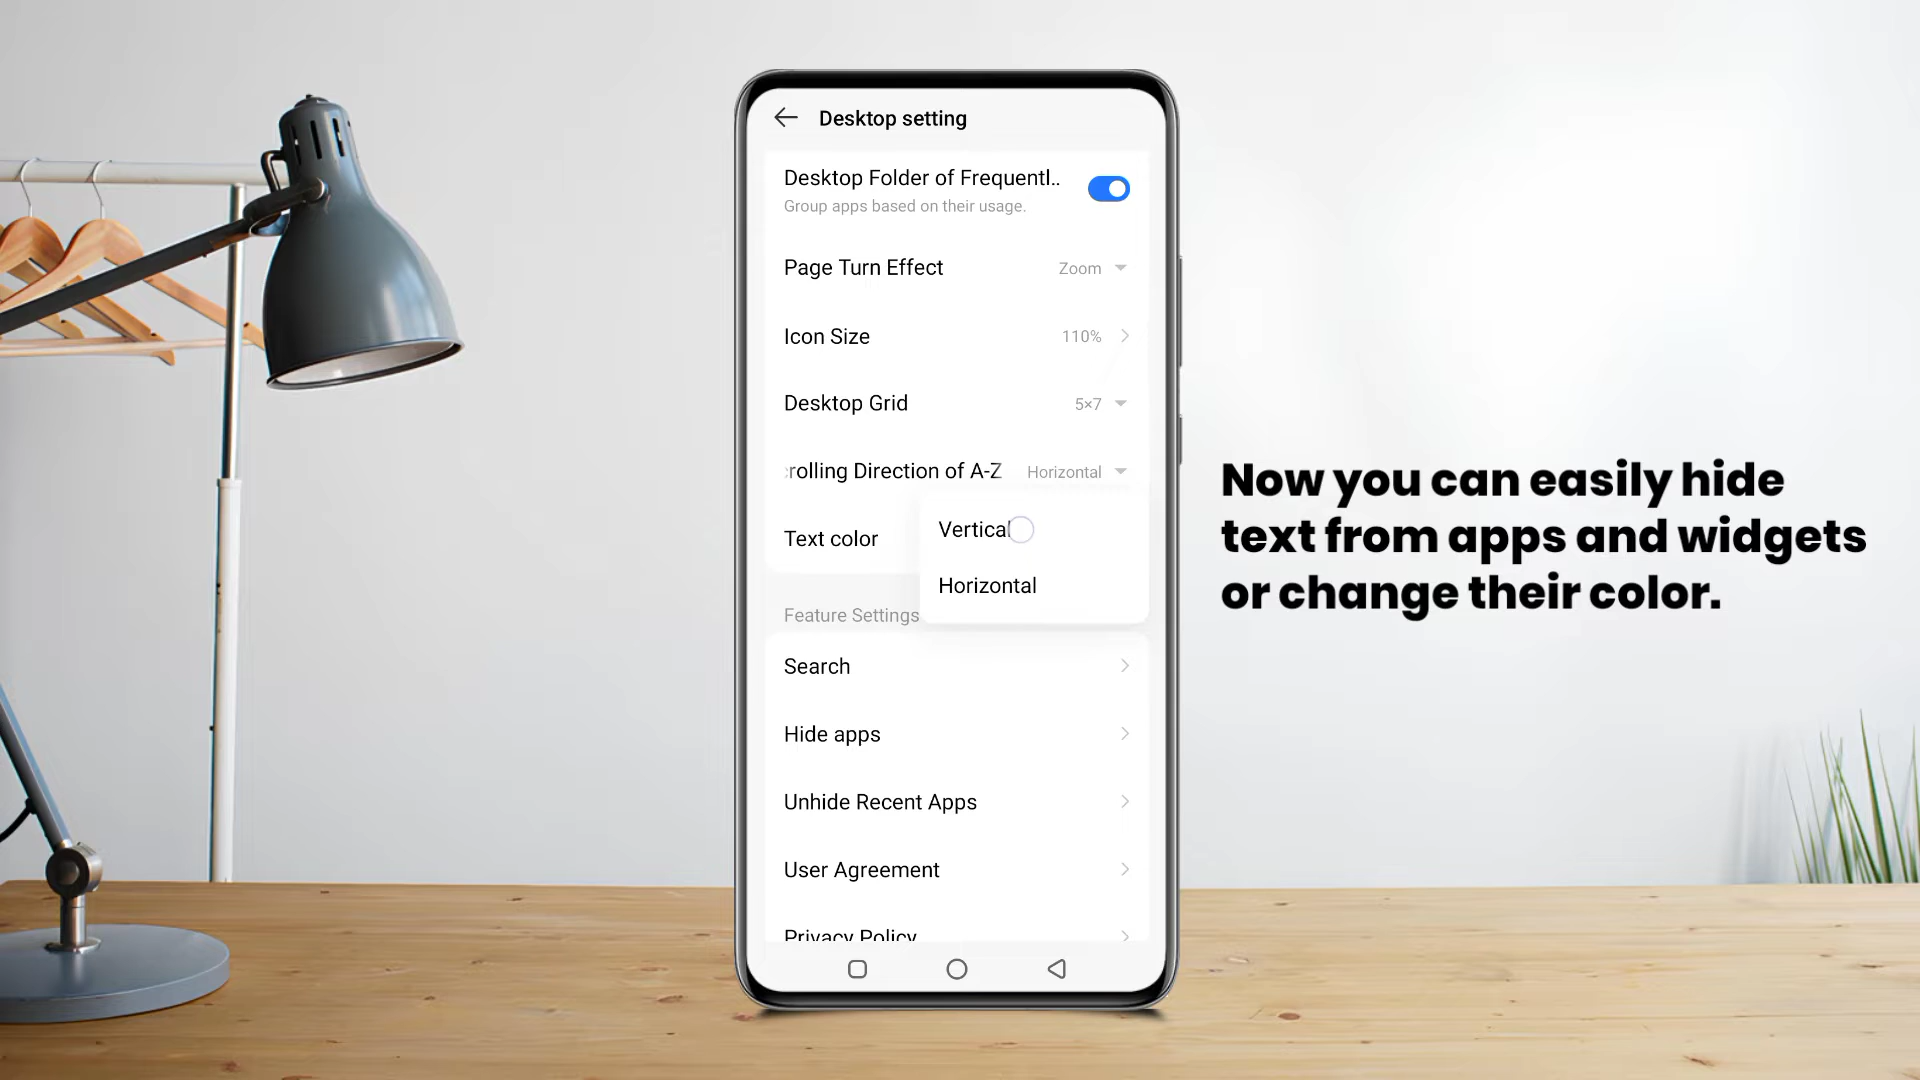 Desktop setting
Desktop Folder of Frequentl..
Group apps based on their usage.
Page Turn Effect Zoom
Icon Size 110%
Desktop Grid 5×7
rolling Direction of A-Z Horizontal
Vertical
Text color
Horizontal
Feature Settings
Search
Hide apps
Unhide Recent Apps
User Agreement
Privacy Policy
Now you can easily hide
text from apps and widgets
or change their color.